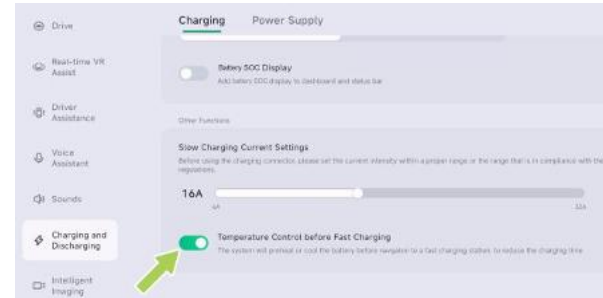 Charging Power Supply
Drive
Real-time VR
Assist
Driver
Assistance
Voice
Assistant
Sounds
Charging and
Discharging
Intelligent
Imaging
Battery SOC Display
Add battery SOC display to dashboard and status bar
Other Functions
Slow Charging Current Settings
Before using the charging connector, please set the current intensity within a proper range or the range that is in compliance with the
regulations.
16A
6A
32A
Temperature Control before Fast Charging
The system will preheat or cool the battery before navigation to a fast charging station, to reduce the charging time.